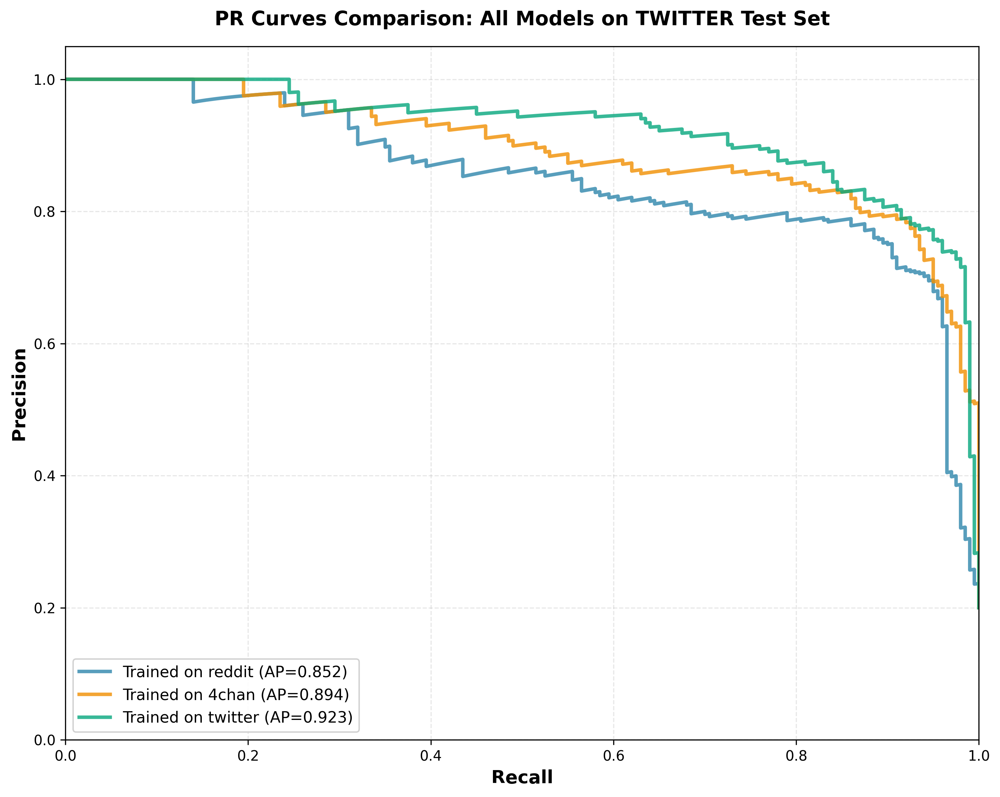 PR Curves Comparison: All Models on TWITTER Test Set
Precision
1.0
0.8
0.6
0.4
0.2
0.0
Trained on reddit (AP=0.852)
Trained on 4chan (AP=0.894)
Trained on twitter (AP=0.923)
0.0 0.2 0.4 0.6 0.8 1.0
Recall